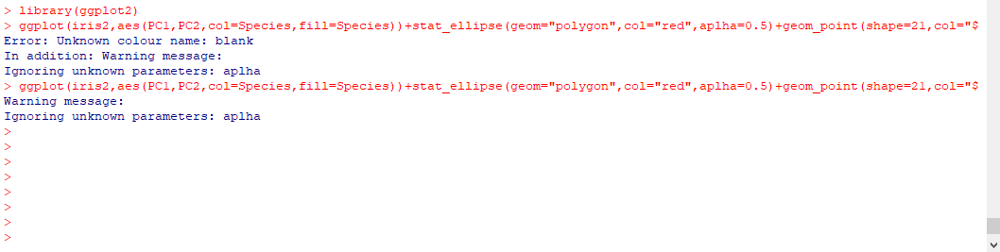 > library(ggplot2)
> ggplot(iris2,aes(PC1,PC2,col=Species,fill=Species))+stat_ellipse(geom="polygon",col="red",aplha=0.5)+geom_point(shape=21,col="$
Error: Unknown colour name: blank
In addition: Warning message:
Ignoring unknown parameters: aplha
> ggplot(iris2,aes(PC1,PC2,col=Species,fill=Species))+stat_ellipse(geom="polygon",col="red",aplha=0.5)+geom_point(shape=21,col="$
Warning message:
Ignoring unknown parameters: aplha
>
>
>
>
>
>
>
>